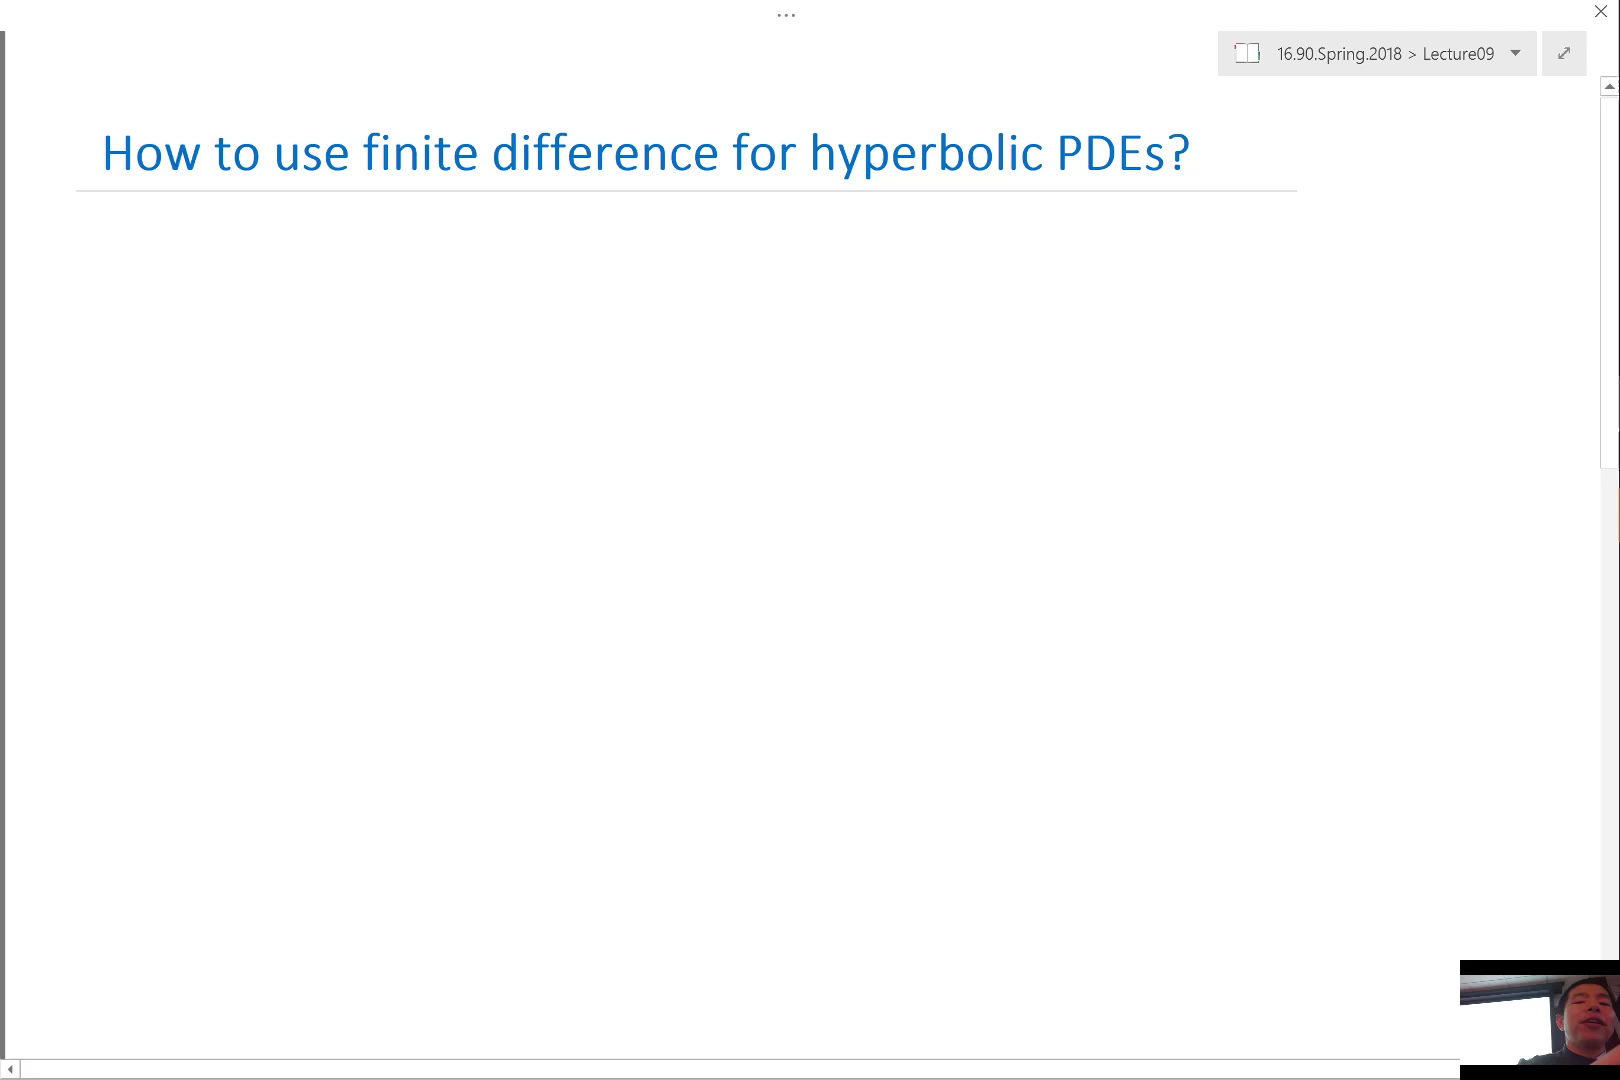 16.90.Spring.2018 > Lecture09
How to use finite difference for hyperbolic PDEs?